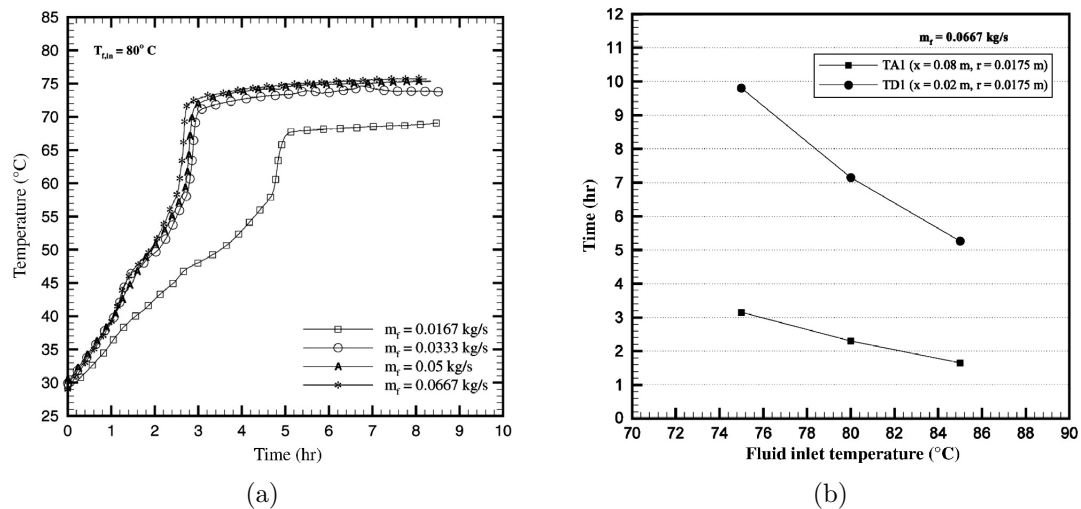 85
80
75
70
65
60
55
50
45
40
35
30
25
Temperature (°C)
T_f,in = 80° C
m_f = 0.0167 kg/s
m_f = 0.0333 kg/s
m_f = 0.05 kg/s
m_f = 0.0667 kg/s
0 1 2 3 4 5 6 7 8 9 10
Time (hr)
(a)
12
11
10
9
8
7
6
5
4
3
2
1
0
Time (hr)
m_f = 0.0667 kg/s
TA1 (x = 0.08 m, r = 0.0175 m)
TD1 (x = 0.02 m, r = 0.0175 m)
70 72 74 76 78 80 82 84 86 88 90
Fluid inlet temperature (°C)
(b)